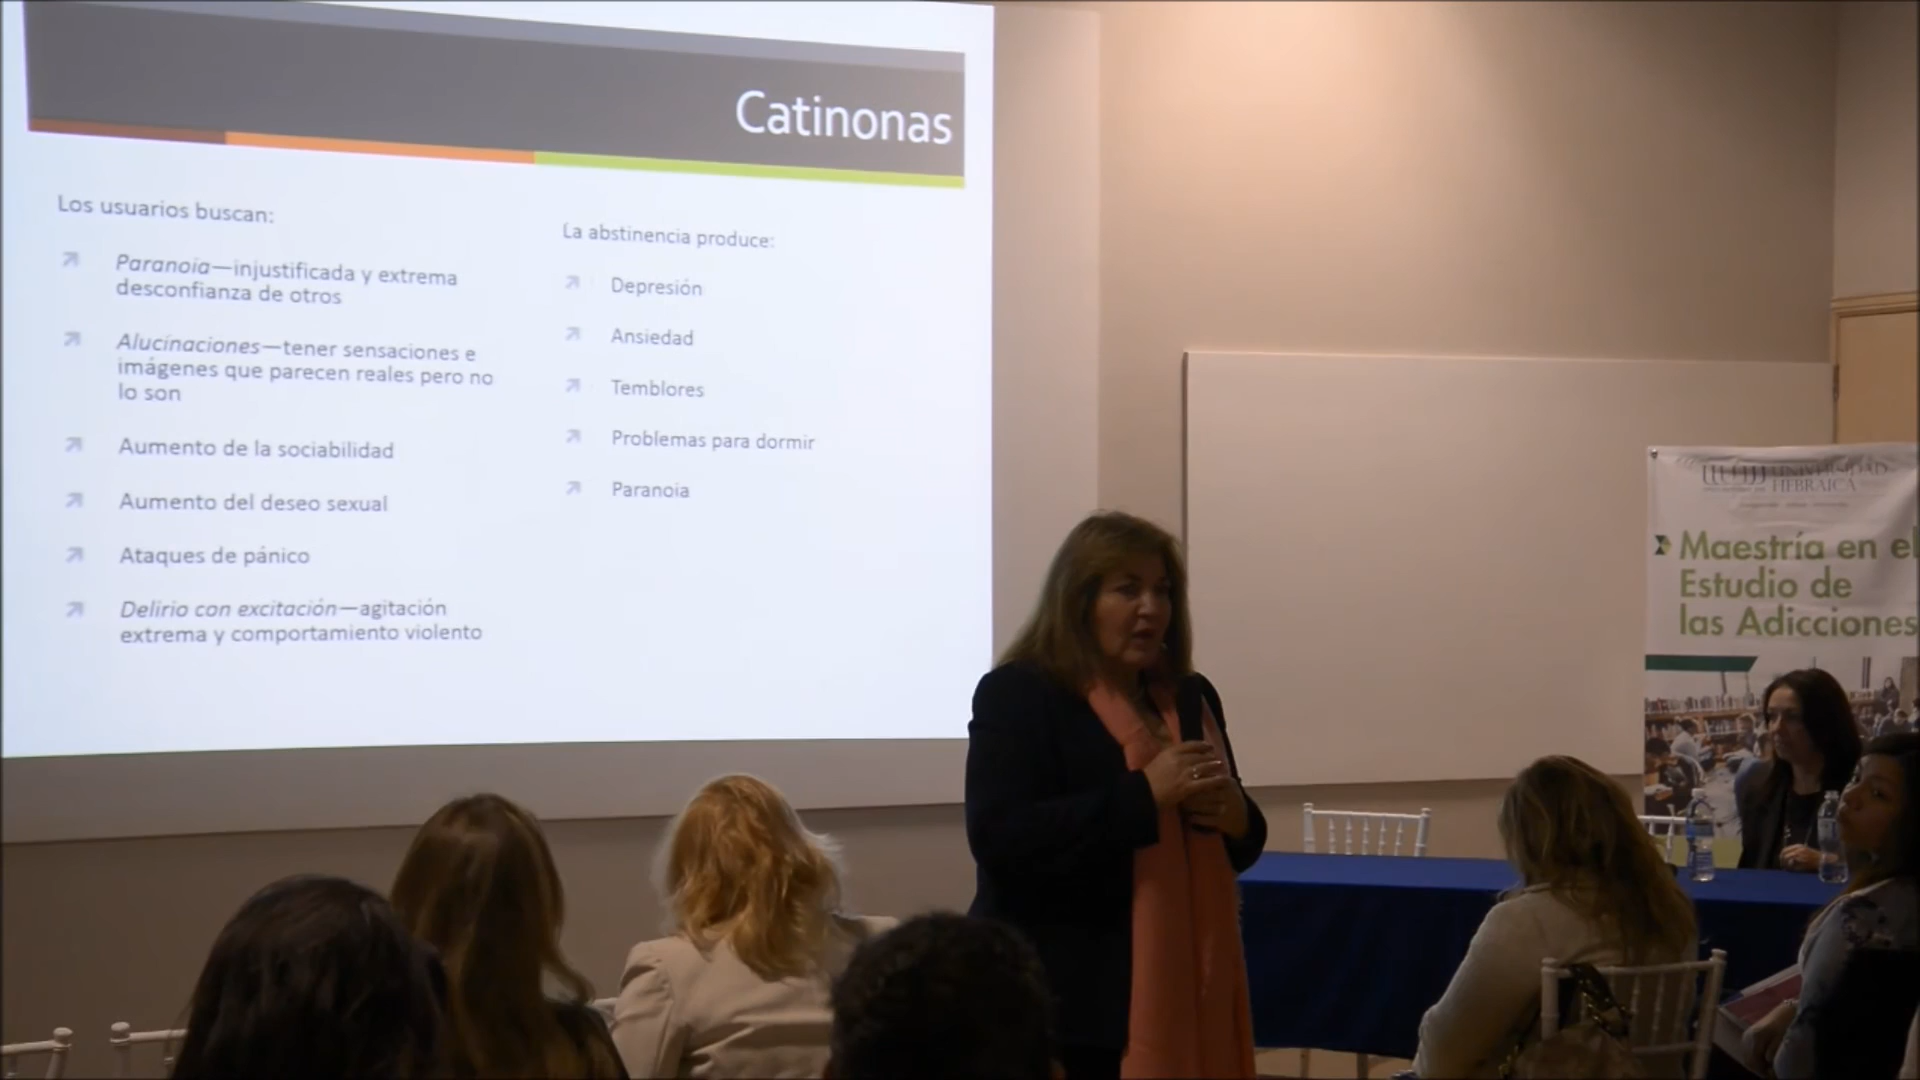 Catinonas
Los usuarios buscan:
Paranoia—injustificada y extrema
desconfianza de otros
Alucinaciones—tener sensaciones e
imágenes que parecen reales pero no
lo son
Aumento de la sociabilidad
Aumento del deseo sexual
Ataques de pánico
Delirio con excitación—agitación
extrema y comportamiento violento
La abstinencia produce:
Depresión
Ansiedad
Temblores
Problemas para dormir
Paranoia
UNIVERSIDAD
HEBRAICA
Maestría en el
Estudio de
las Adicciones